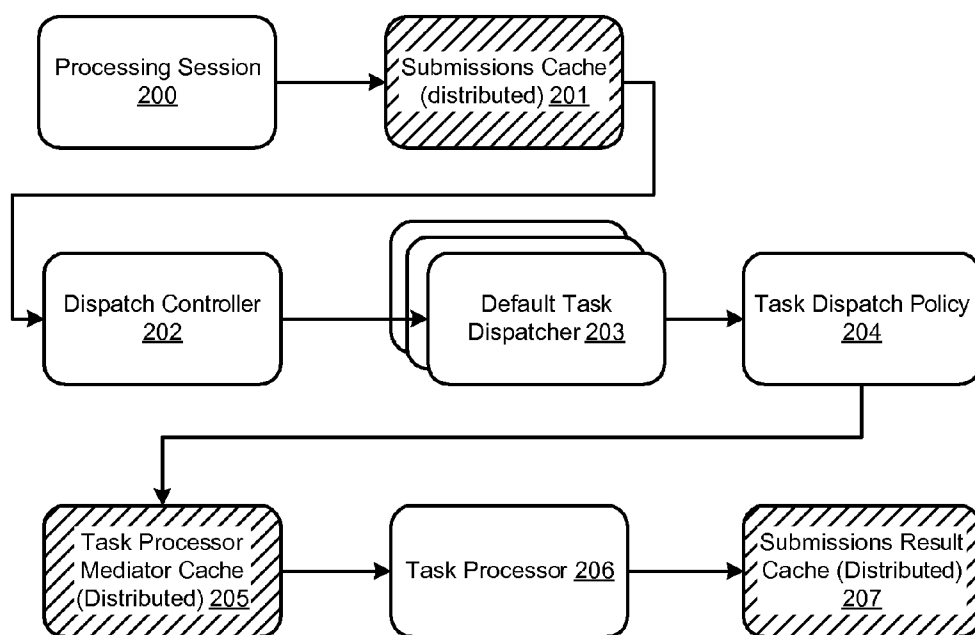 Processing Session
200
Submissions Cache
(distributed) 201
Dispatch Controller
202
Default Task
Dispatcher 203
Task Dispatch Policy
204
Task Processor
Mediator Cache
(Distributed) 205
Task Processor 206
Submissions Result
Cache (Distributed)
207